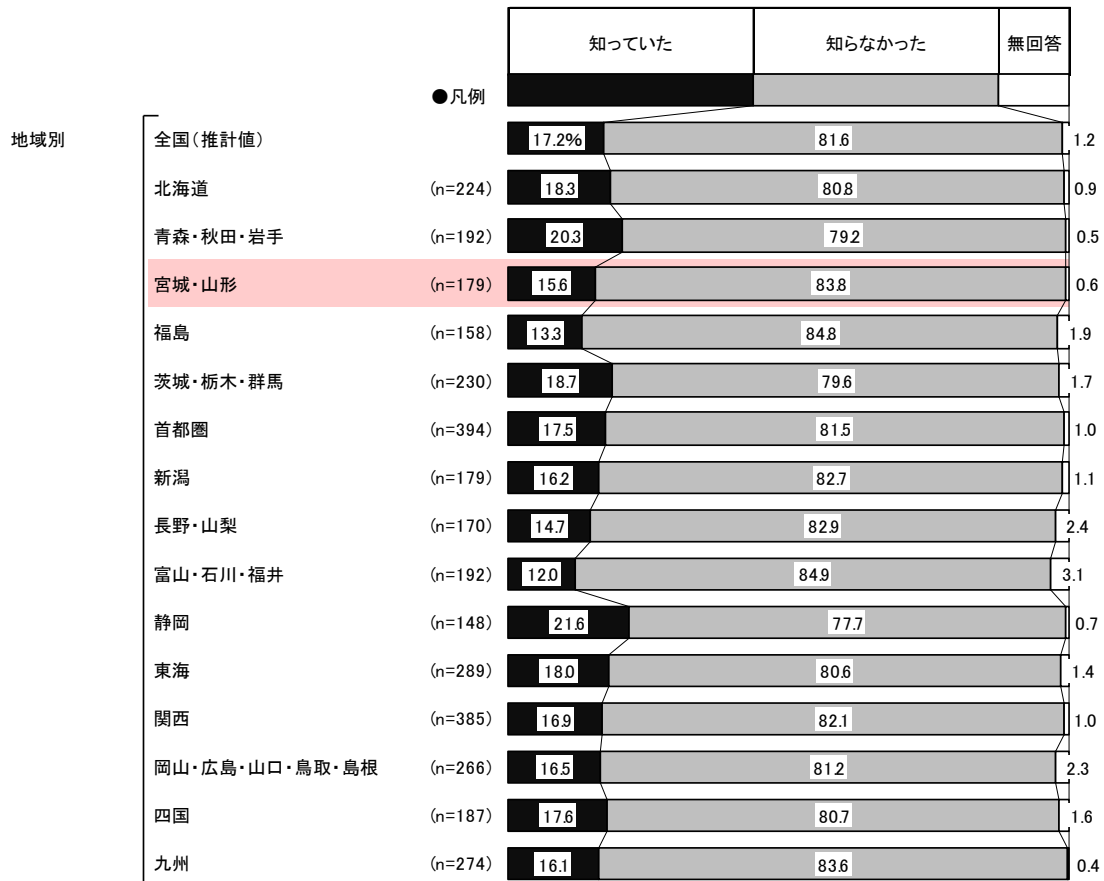 知っていた 知らなかった 無回答
●凡例
地域別 全国(推計値) 17.2% 81.6 1.2
北海道 (n=224) 18.3 80.8 0.9
青森・秋田・岩手 (n=192) 20.3 79.2 0.5
宮城・山形 (n=179) 15.6 83.8 0.6
福島 (n=158) 13.3 84.8 1.9
茨城・栃木・群馬 (n=230) 18.7 79.6 1.7
首都圏 (n=394) 17.5 81.5 1.0
新潟 (n=179) 16.2 82.7 1.1
長野・山梨 (n=170) 14.7 82.9 2.4
富山・石川・福井 (n=192) 12.0 84.9 3.1
静岡 (n=148) 21.6 77.7 0.7
東海 (n=289) 18.0 80.6 1.4
関西 (n=385) 16.9 82.1 1.0
岡山・広島・山口・鳥取・島根 (n=266) 16.5 81.2 2.3
四国 (n=187) 17.6 80.7 1.6
九州 (n=274) 16.1 83.6 0.4